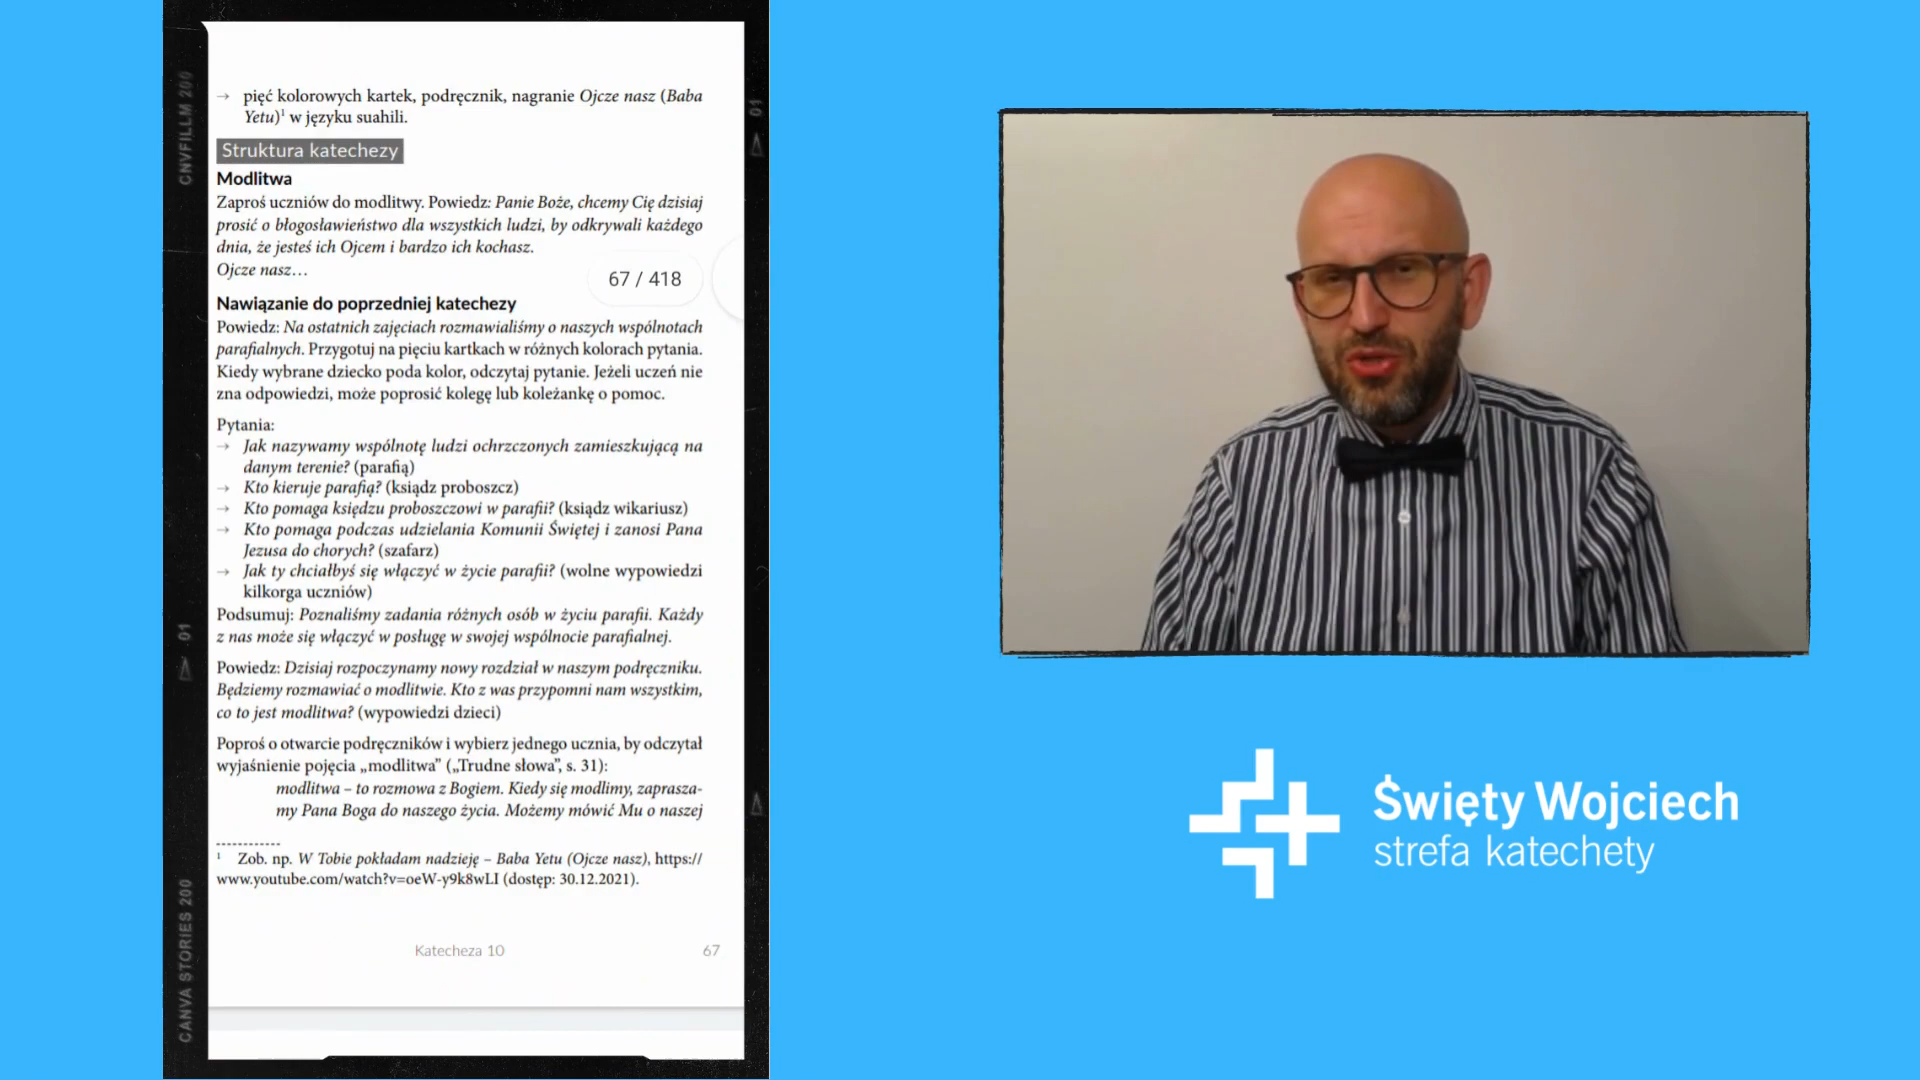 → pięć kolorowych kartek, podręcznik, nagranie Ojcze nasz (Baba
Yetu)¹ w języku suahili.
Struktura katechezy
Modlitwa
Zaproś uczniów do modlitwy. Powiedz: Panie Boże, chcemy Cię dzisiaj
prosić o błogosławieństwo dla wszystkich ludzi, by odkrywali każdego
dnia, że jesteś ich Ojcem i bardzo ich kochasz.
Ojcze nasz…
67 / 418
Nawiązanie do poprzedniej katechezy
Powiedz: Na ostatnich zajęciach rozmawialiśmy o naszych wspólnotach
parafialnych. Przygotuj na pięciu kartkach w różnych kolorach pytania.
Kiedy wybrane dziecko poda kolor, odczytaj pytanie. Jeżeli uczeń nie
zna odpowiedzi, może poprosić kolegę lub koleżankę o pomoc.
Pytania:
→ Jak nazywamy wspólnotę ludzi ochrzczonych zamieszkującą na
danym terenie? (parafią)
→ Kto kieruje parafią? (ksiądz proboszcz)
→ Kto pomaga księdzu proboszczowi w parafii? (ksiądz wikariusz)
→ Kto pomaga podczas udzielania Komunii Świętej i zanosi Pana
Jezusa do chorych? (szafarz)
→ Jak ty chciałbyś się włączyć w życie parafii? (wolne wypowiedzi
kilkorga uczniów)
Podsumuj: Poznaliśmy zadania różnych osób w życiu parafii. Każdy
z nas może się włączyć w posługę w swojej wspólnocie parafialnej.
Powiedz: Dzisiaj rozpoczynamy nowy rozdział w naszym podręczniku.
Będziemy rozmawiać o modlitwie. Kto z was przypomni nam wszystkim,
co to jest modlitwa? (wypowiedzi dzieci)
Poproś o otwarcie podręczników i wybierz jednego ucznia, by odczytał
wyjaśnienie pojęcia „modlitwa” („Trudne słowa”, s. 31):
modlitwa – to rozmowa z Bogiem. Kiedy się modlimy, zaprasza-
my Pana Boga do naszego życia. Możemy mówić Mu o naszej
¹ Zob. np. W Tobie pokładam nadzieję – Baba Yetu (Ojcze nasz), https://
www.youtube.com/watch?v=oeW-y9k8wLI (dostęp: 30.12.2021).
Katecheza 10 67
CNVFILLM 200
01
CANVA STORIES 200
01
Święty Wojciech
strefa katechety